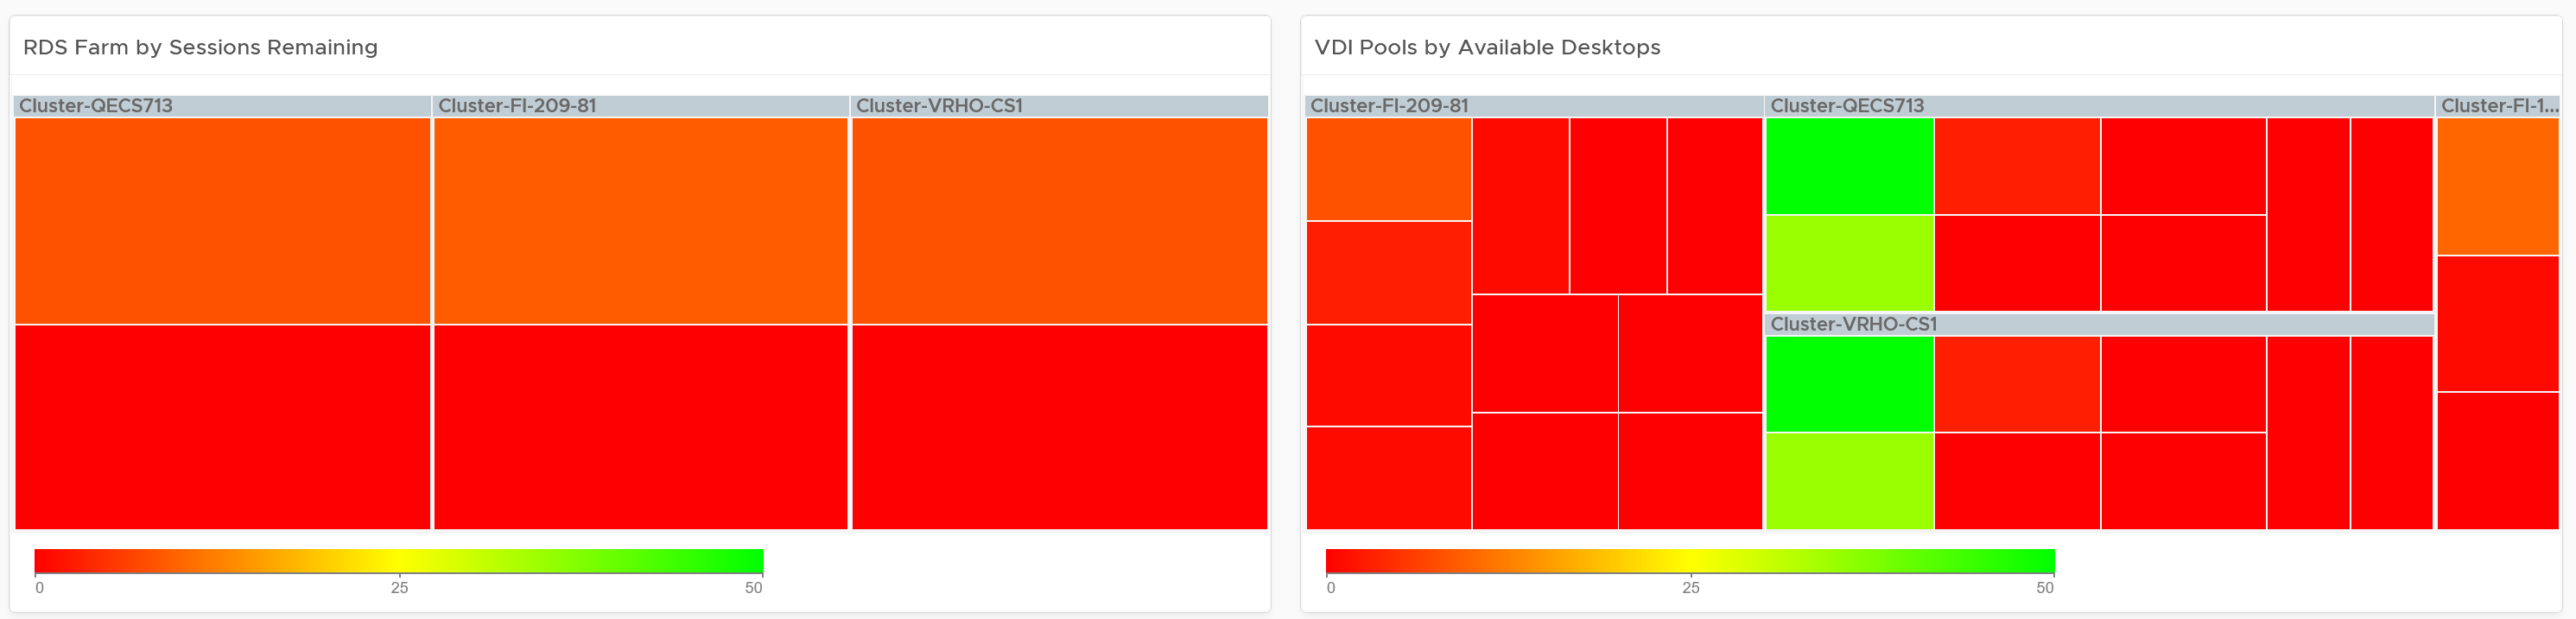 RDS Farm by Sessions Remaining
Cluster-QECS713
Cluster-FI-209-81
Cluster-VRHO-CS1
0
25
50
VDI Pools by Available Desktops
Cluster-FI-209-81
Cluster-QECS713
Cluster-FI-1...
Cluster-VRHO-CS1
0
25
50